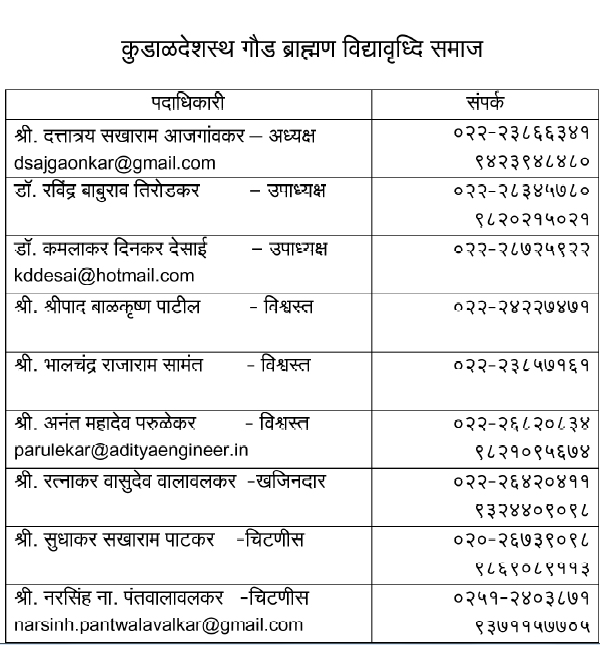 कुडाळदेशस्थ गौड ब्राह्मण विद्यावृध्दि समाज
पदाधिकारी संपर्क
श्री. दत्तात्रय सखाराम आजगांवकर – अध्यक्ष ०२२-२३८६६३४१
dsajgaonkar@gmail.com ९४२३९४८४८०
डॉ. रविंद्र बाबुराव तिरोडकर – उपाध्यक्ष ०२२-२८३४५७८०
९८२०२१५०२१
डॉ. कमलाकर दिनकर देसाई – उपाध्यक्ष ०२२-२८७२५९२२
kddesai@hotmail.com
श्री. श्रीपाद बाळकृष्ण पाटील - विश्वस्त ०२२-२४२२७४७१
श्री. भालचंद्र राजाराम सामंत - विश्वस्त ०२२-२३८५७१६१
श्री. अनंत महादेव परुळेकर - विश्वस्त ०२२-२६८२०८३४
parulekar@adityaengineer.in ९८२१०९५६७४
श्री. रत्नाकर वासुदेव वालावलकर -खजिनदार ०२२-२६४२०४११
९३२४४०९०९८
श्री. सुधाकर सखाराम पाटकर -चिटणीस ०२०-२६७३९०९८
९८६९०८९११३
श्री. नरसिंह ना. पंतवालावलकर -चिटणीस ०२५१-२४०३८७१
narsinh.pantwalavalkar@gmail.com ९३७११५७७०५